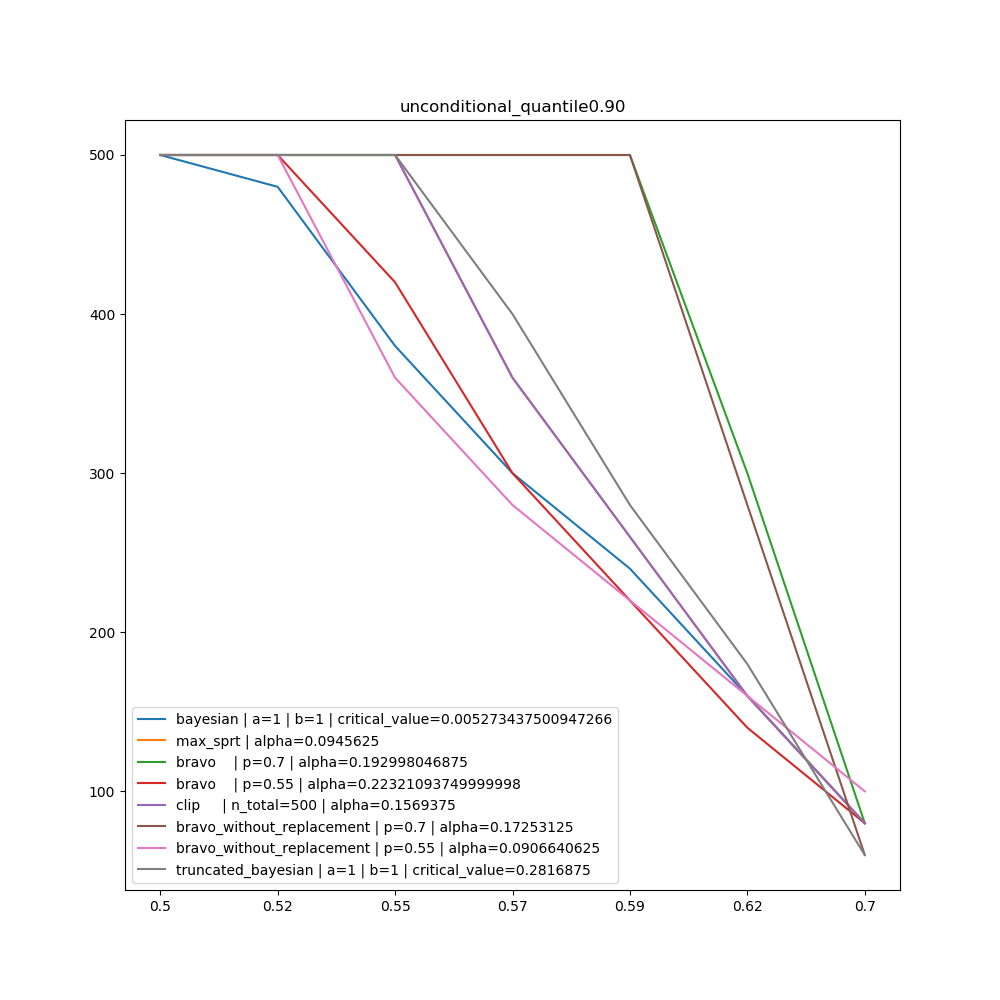 unconditional_quantile0.90
500
400
300
200
100
bayesian | a=1 | b=1 | critical_value=0.005273437500947266
max_sprt | alpha=0.0945625
bravo    | p=0.7 | alpha=0.192998046875
bravo    | p=0.55 | alpha=0.22321093749999998
clip     | n_total=500 | alpha=0.1569375
bravo_without_replacement | p=0.7 | alpha=0.17253125
bravo_without_replacement | p=0.55 | alpha=0.0906640625
truncated_bayesian | a=1 | b=1 | critical_value=0.2816875
0.5 0.52 0.55 0.57 0.59 0.62 0.7